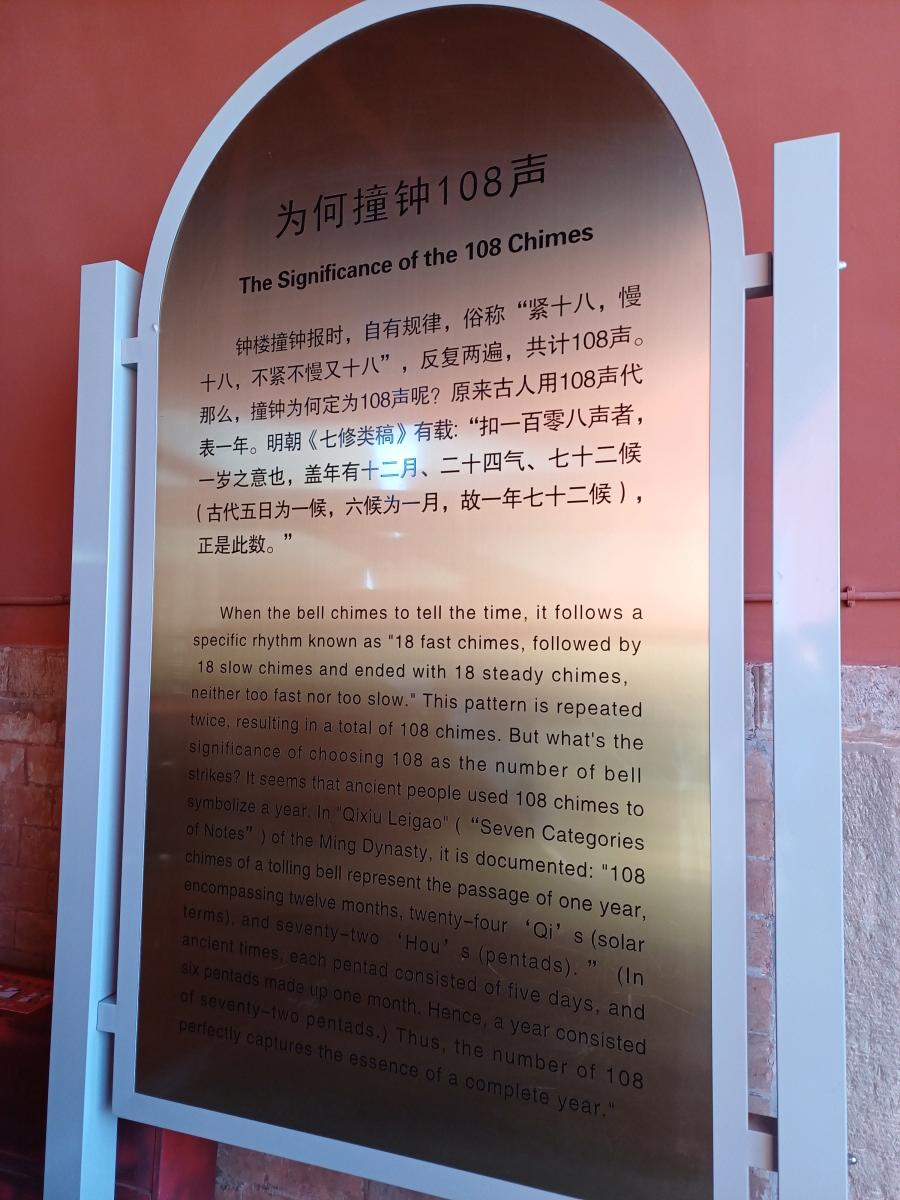 为何撞钟108声
The Significance of the 108 Chimes
钟楼撞钟报时，自有规律，俗称“紧十八，慢
十八，不紧不慢又十八”，反复两遍，共计108声。
那么，撞钟为何定为108声呢？原来古人用108声代
表一年。明朝《七修类稿》有载：“扣一百零八声者，
一岁之意也，盖年有十二月、二十四气、七十二候
（古代五日为一候，六候为一月，故一年七十二候），
正是此数。”
When the bell chimes to tell the time, it follows a
specific rhythm known as "18 fast chimes, followed by
18 slow chimes and ended with 18 steady chimes,
neither too fast nor too slow." This pattern is repeated
twice, resulting in a total of 108 chimes. But what's the
significance of choosing 108 as the number of bell
strikes? It seems that ancient people used 108 chimes to
symbolize a year. In "Qixiu Leigao" (“Seven Categories
of Notes”) of the Ming Dynasty, it is documented: "108
chimes of a tolling bell represent the passage of one year,
encompassing twelve months, twenty-four ‘Qi’s (solar
terms), and seventy-two ‘Hou’s (pentads).” (In
ancient times, each pentad consisted of five days, and
six pentads made up one month. Hence, a year consisted
of seventy-two pentads.) Thus, the number of 108
perfectly captures the essence of a complete year."